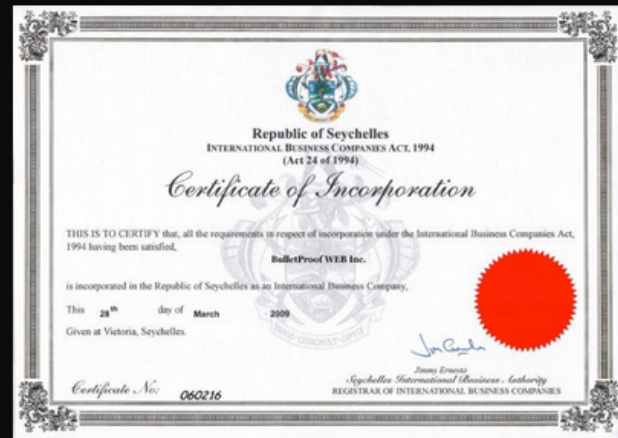 Republic of Seychelles
INTERNATIONAL BUSINESS COMPANIES ACT, 1994
(Act 24 of 1994)
Certificate of Incorporation
THIS IS TO CERTIFY that, all the requirements in respect of incorporation under the International Business Companies Act,
1994 having been satisfied,
BulletProof WEB Inc.
is incorporated in the Republic of Seychelles as an International Business Company,
This 28th day of March 2009
Given at Victoria, Seychelles.
Jimmy Ernesta
Seychelles International Business Authority
REGISTRAR OF INTERNATIONAL BUSINESS COMPANIES
Certificate No: 060216